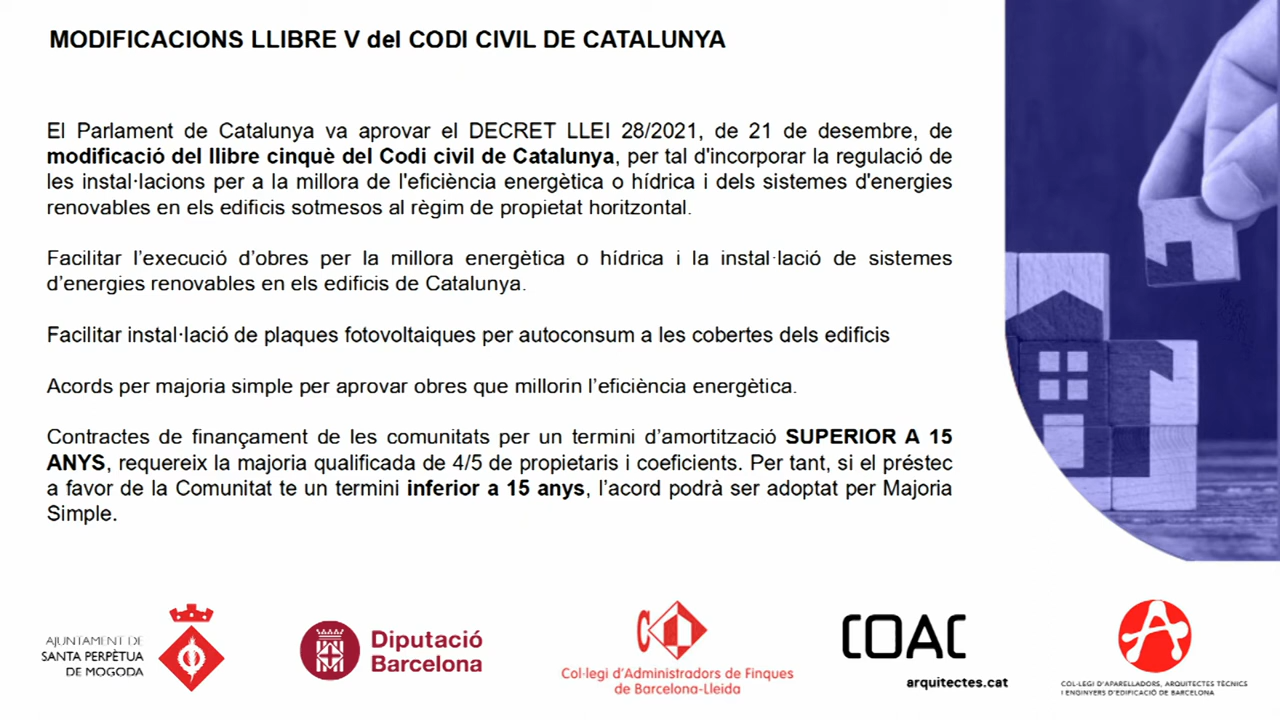 MODIFICACIONS LLIBRE V del CODI CIVIL DE CATALUNYA
El Parlament de Catalunya va aprovar el DECRET LLEI 28/2021, de 21 de desembre, de
modificació del llibre cinquè del Codi civil de Catalunya, per tal d'incorporar la regulació de
les instal·lacions per a la millora de l'eficiència energètica o hídrica i dels sistemes d'energies
renovables en els edificis sotmesos al règim de propietat horitzontal.
Facilitar l’execució d’obres per la millora energètica o hídrica i la instal·lació de sistemes
d’energies renovables en els edificis de Catalunya.
Facilitar instal·lació de plaques fotovoltaiques per autoconsum a les cobertes dels edificis
Acords per majoria simple per aprovar obres que millorin l’eficiència energètica.
Contractes de finançament de les comunitats per un termini d’amortització SUPERIOR A 15
ANYS, requereix la majoria qualificada de 4/5 de propietaris i coeficients. Per tant, si el préstec
a favor de la Comunitat te un termini inferior a 15 anys, l’acord podrà ser adoptat per Majoria
Simple.
AJUNTAMENT DE
SANTA PERPÈTUA
DE MOGODA
Diputació
Barcelona
Col·legi d’Administradors de Finques
de Barcelona-Lleida
COAC
arquitectes.cat
COL·LEGI D'APARELLADORS, ARQUITECTES TÈCNICS
I ENGINYERS D'EDIFICACIÓ DE BARCELONA